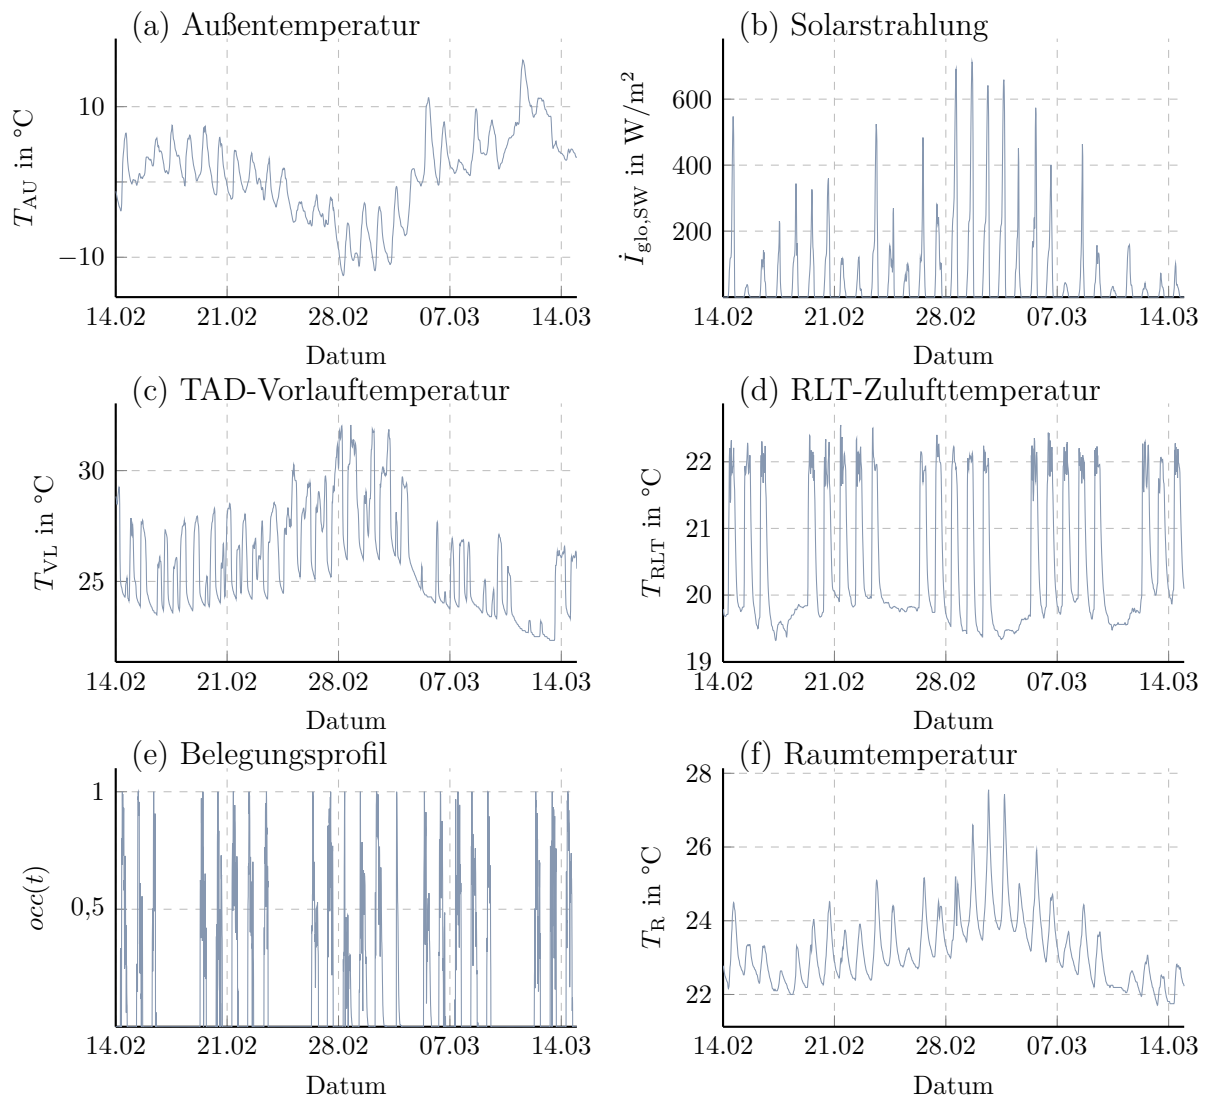 (a) Außentemperatur
T_AU in °C
10
−10
14.02 21.02 28.02 07.03 14.03
Datum
(b) Solarstrahlung
İ_glo,SW in W/m²
600
400
200
14.02 21.02 28.02 07.03 14.03
Datum
(c) TAD-Vorlauftemperatur
T_VL in °C
30
25
14.02 21.02 28.02 07.03 14.03
Datum
(d) RLT-Zulufttemperatur
T_RLT in °C
22
21
20
19
14.02 21.02 28.02 07.03 14.03
Datum
(e) Belegungsprofil
occ(t)
1
0,5
14.02 21.02 28.02 07.03 14.03
Datum
(f) Raumtemperatur
T_R in °C
28
26
24
22
14.02 21.02 28.02 07.03 14.03
Datum